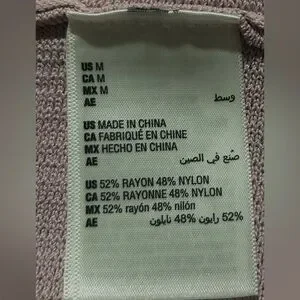 US M
CA M
MX M
AE وسط
US MADE IN CHINA
CA FABRIQUÉ EN CHINE
MX HECHO EN CHINA
AE صنع في الصين
US 52% RAYON 48% NYLON
CA 52% RAYONNE 48% NYLON
MX 52% rayón 48% nilón
AE 52% رايون 48% نايلون